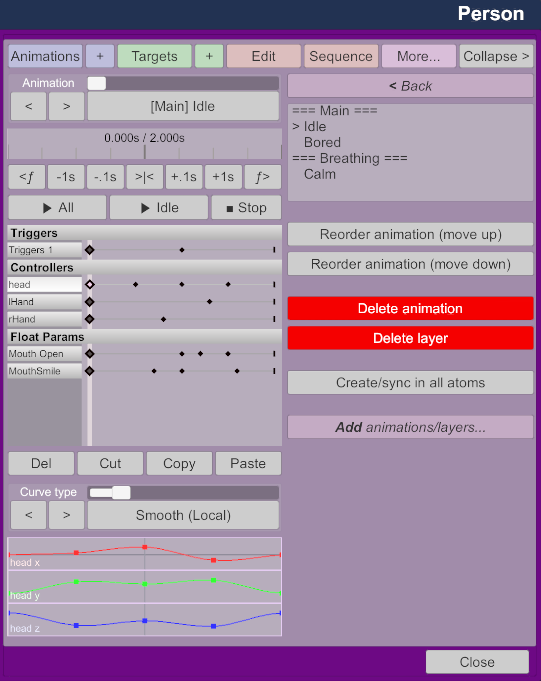 Person
Animations + Targets + Edit Sequence More... Collapse >
Animation
< > [Main] Idle
0.000s / 2.000s
<ƒ -1s -.1s >|< +.1s +1s ƒ>
▶ All ▶ Idle ■ Stop
Triggers
Triggers 1
Controllers
head
lHand
rHand
Float Params
Mouth Open
MouthSmile
Del Cut Copy Paste
Curve type
< > Smooth (Local)
head x
head y
head z
< Back
=== Main ===
> Idle
Bored
=== Breathing ===
Calm
Reorder animation (move up)
Reorder animation (move down)
Delete animation
Delete layer
Create/sync in all atoms
Add animations/layers...
Close